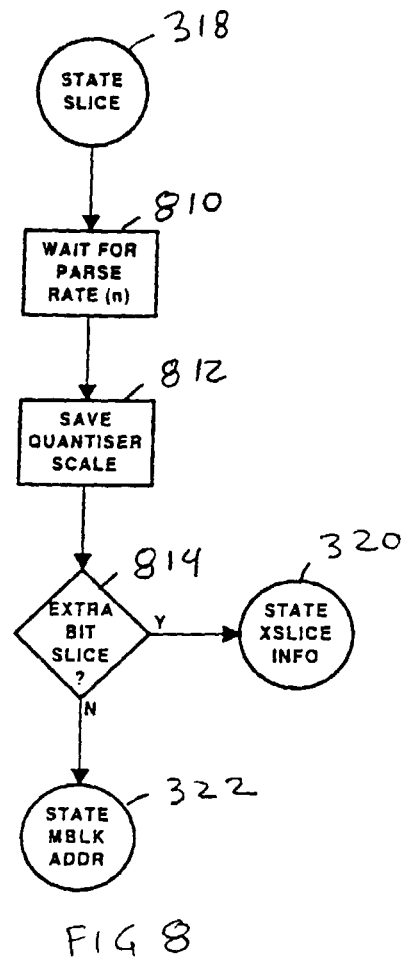 318
STATE
SLICE
810
WAIT FOR
PARSE
RATE (n)
812
SAVE
QUANTISER
SCALE
814
EXTRA
BIT
SLICE
?
Y
N
320
STATE
XSLICE
INFO
322
STATE
MBLK
ADDR
FIG 8